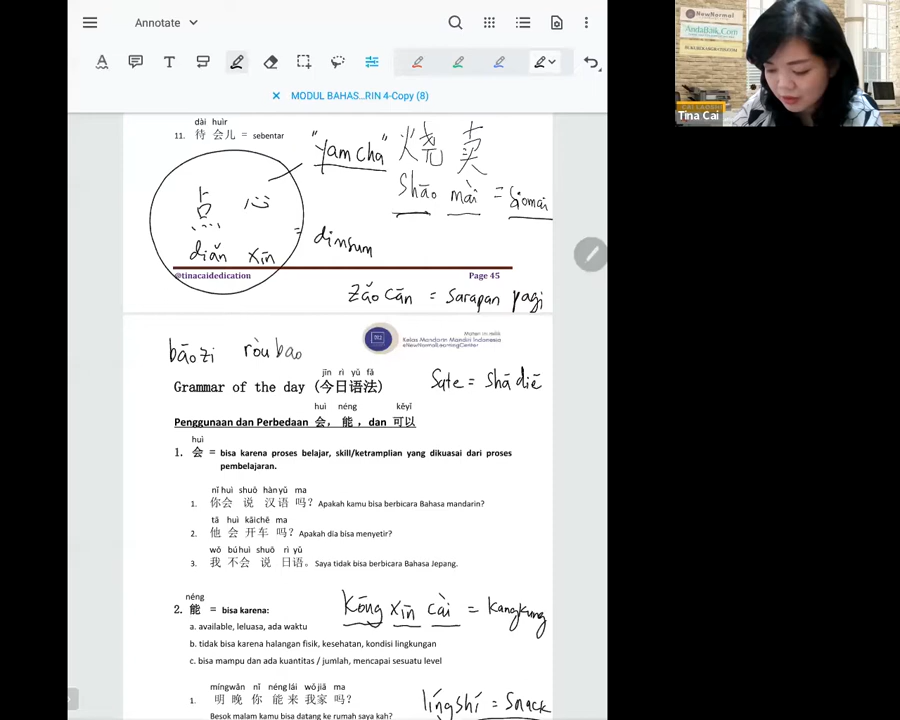 Annotate
MODUL BAHAS...RIN 4-Copy (8)
NewNormal
AndaBaik.Com
Tina Cai
dài huìr
11. 待 会儿 = sebentar
"yam cha" 烧 卖
Shāo mài = Siomai
点 心
diǎn xīn = dimsum
@tinacaidedication Page 45
Zǎo cān = Sarapan pagi
Materi ini milik
Kelas Mandarin Mandiri Indonesia
eNewNormalLearningCenter
bāozi ròu bao
jīn rì yǔ fǎ
Grammar of the day (今日语法)
Sate = Shā diē
huì néng kěyǐ
Penggunaan dan Perbedaan 会, 能 , dan 可以
huì
1. 会 = bisa karena proses belajar, skill/ketramplian yang dikuasai dari proses
pembelajaran.
nǐ huì shuō hànyǔ ma
1. 你会 说 汉语 吗? Apakah kamu bisa berbicara Bahasa mandarin?
tā huì kāichē ma
2. 他 会 开车 吗? Apakah dia bisa menyetir?
wǒ bú huì shuō rì yǔ
3. 我 不会 说 日语。 Saya tidak bisa berbicara Bahasa Jepang.
néng
2. 能 = bisa karena:
Kōng xīn cài = Kangkung
a. available, leluasa, ada waktu
b. tidak bisa karena halangan fisik, kesehatan, kondisi lingkungan
c. bisa mampu dan ada kuantitas / jumlah, mencapai sesuatu level
míngwǎn nǐ néng lái wǒ jiā ma
1. 明 晚 你 能 来 我家 吗?
língshí = Snack
Besok malam kamu bisa datang ke rumah saya kah?